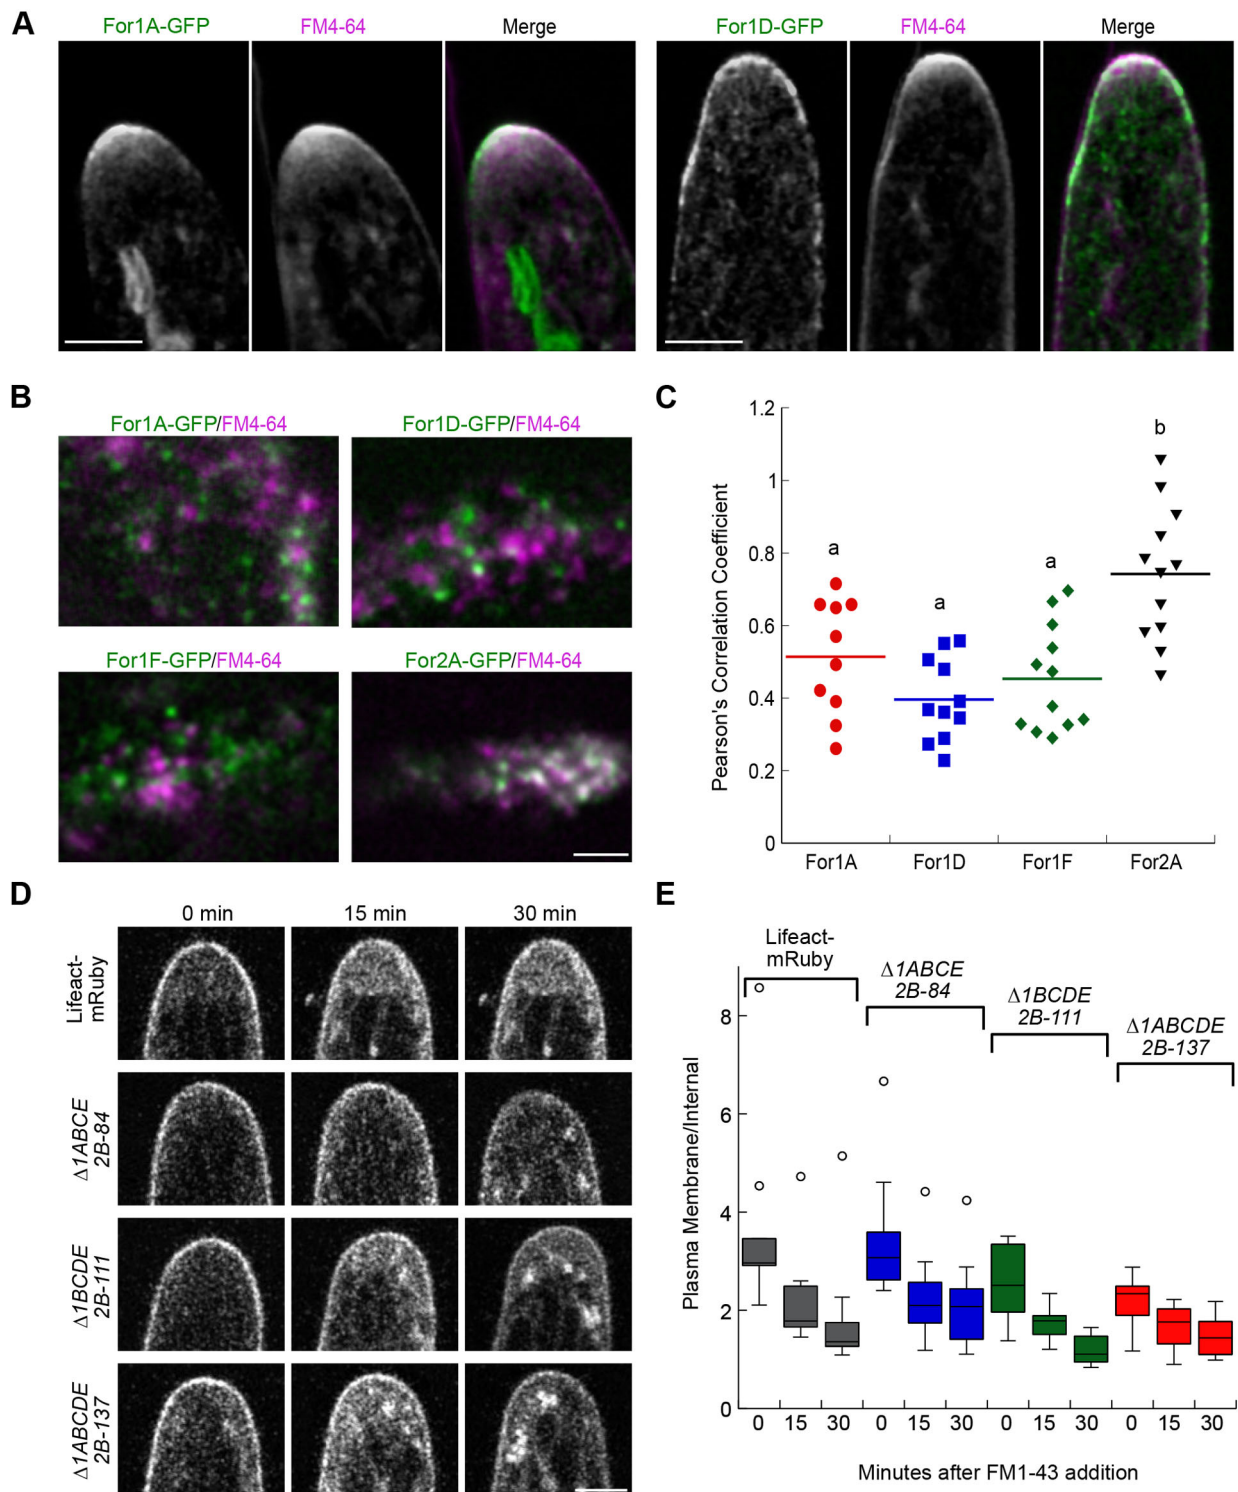 A
For1A-GFP FM4-64 Merge
For1D-GFP FM4-64 Merge
B
For1A-GFP/FM4-64
For1D-GFP/FM4-64
For1F-GFP/FM4-64
For2A-GFP/FM4-64
C
Pearson's Correlation Coefficient
1.2
1
0.8
0.6
0.4
0.2
0
a
a
a
b
For1A For1D For1F For2A
D
0 min 15 min 30 min
Lifeact-
mRuby
Δ1ABCE
2B-84
Δ1BCDE
2B-111
Δ1ABCDE
2B-137
E
Lifeact-
mRuby
Δ1ABCE
2B-84
Δ1BCDE
2B-111
Δ1ABCDE
2B-137
Plasma Membrane/Internal
8
6
4
2
0
0 15 30 0 15 30 0 15 30 0 15 30
Minutes after FM1-43 addition